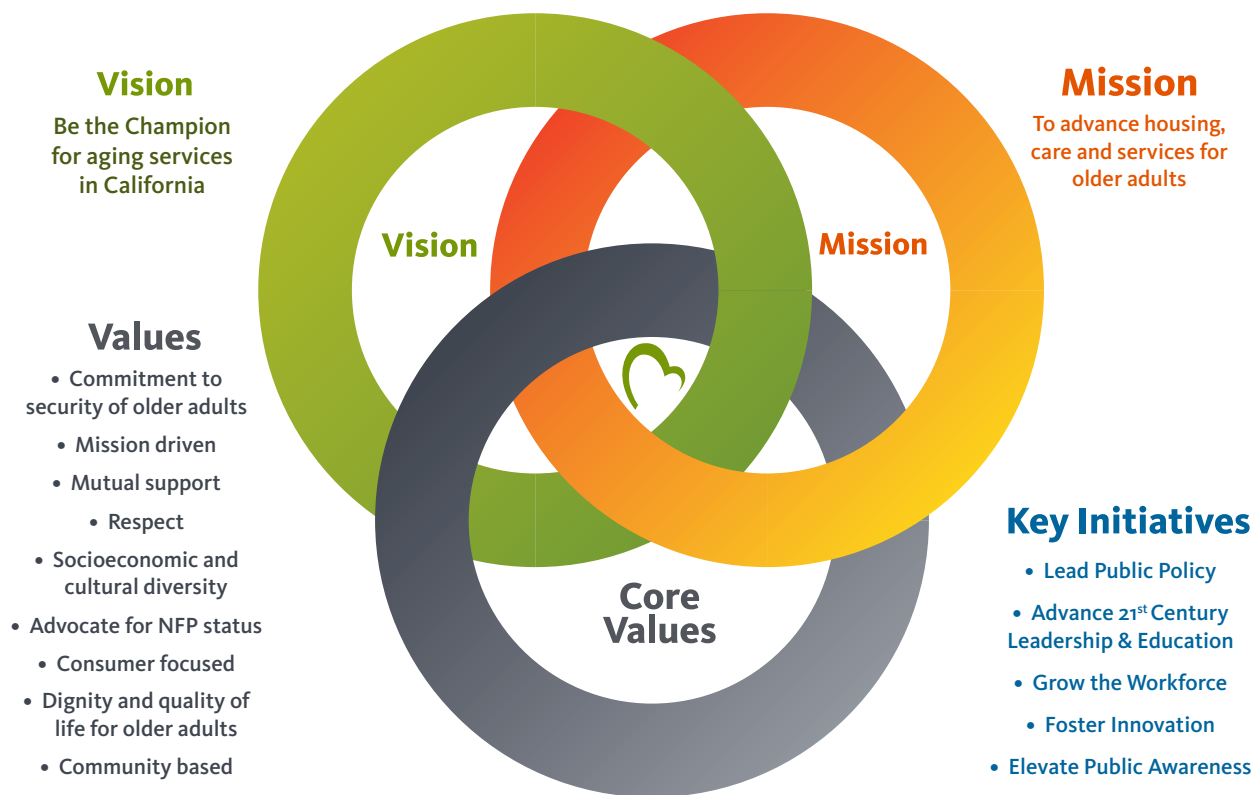 Vision
Be the Champion
for aging services
in California
Mission
To advance housing,
care and services for
older adults
Vision
Mission
Core
Values
Values
• Commitment to
security of older adults
• Mission driven
• Mutual support
• Respect
• Socioeconomic and
cultural diversity
• Advocate for NFP status
• Consumer focused
• Dignity and quality of
life for older adults
• Community based
Key Initiatives
• Lead Public Policy
• Advance 21st Century
Leadership & Education
• Grow the Workforce
• Foster Innovation
• Elevate Public Awareness